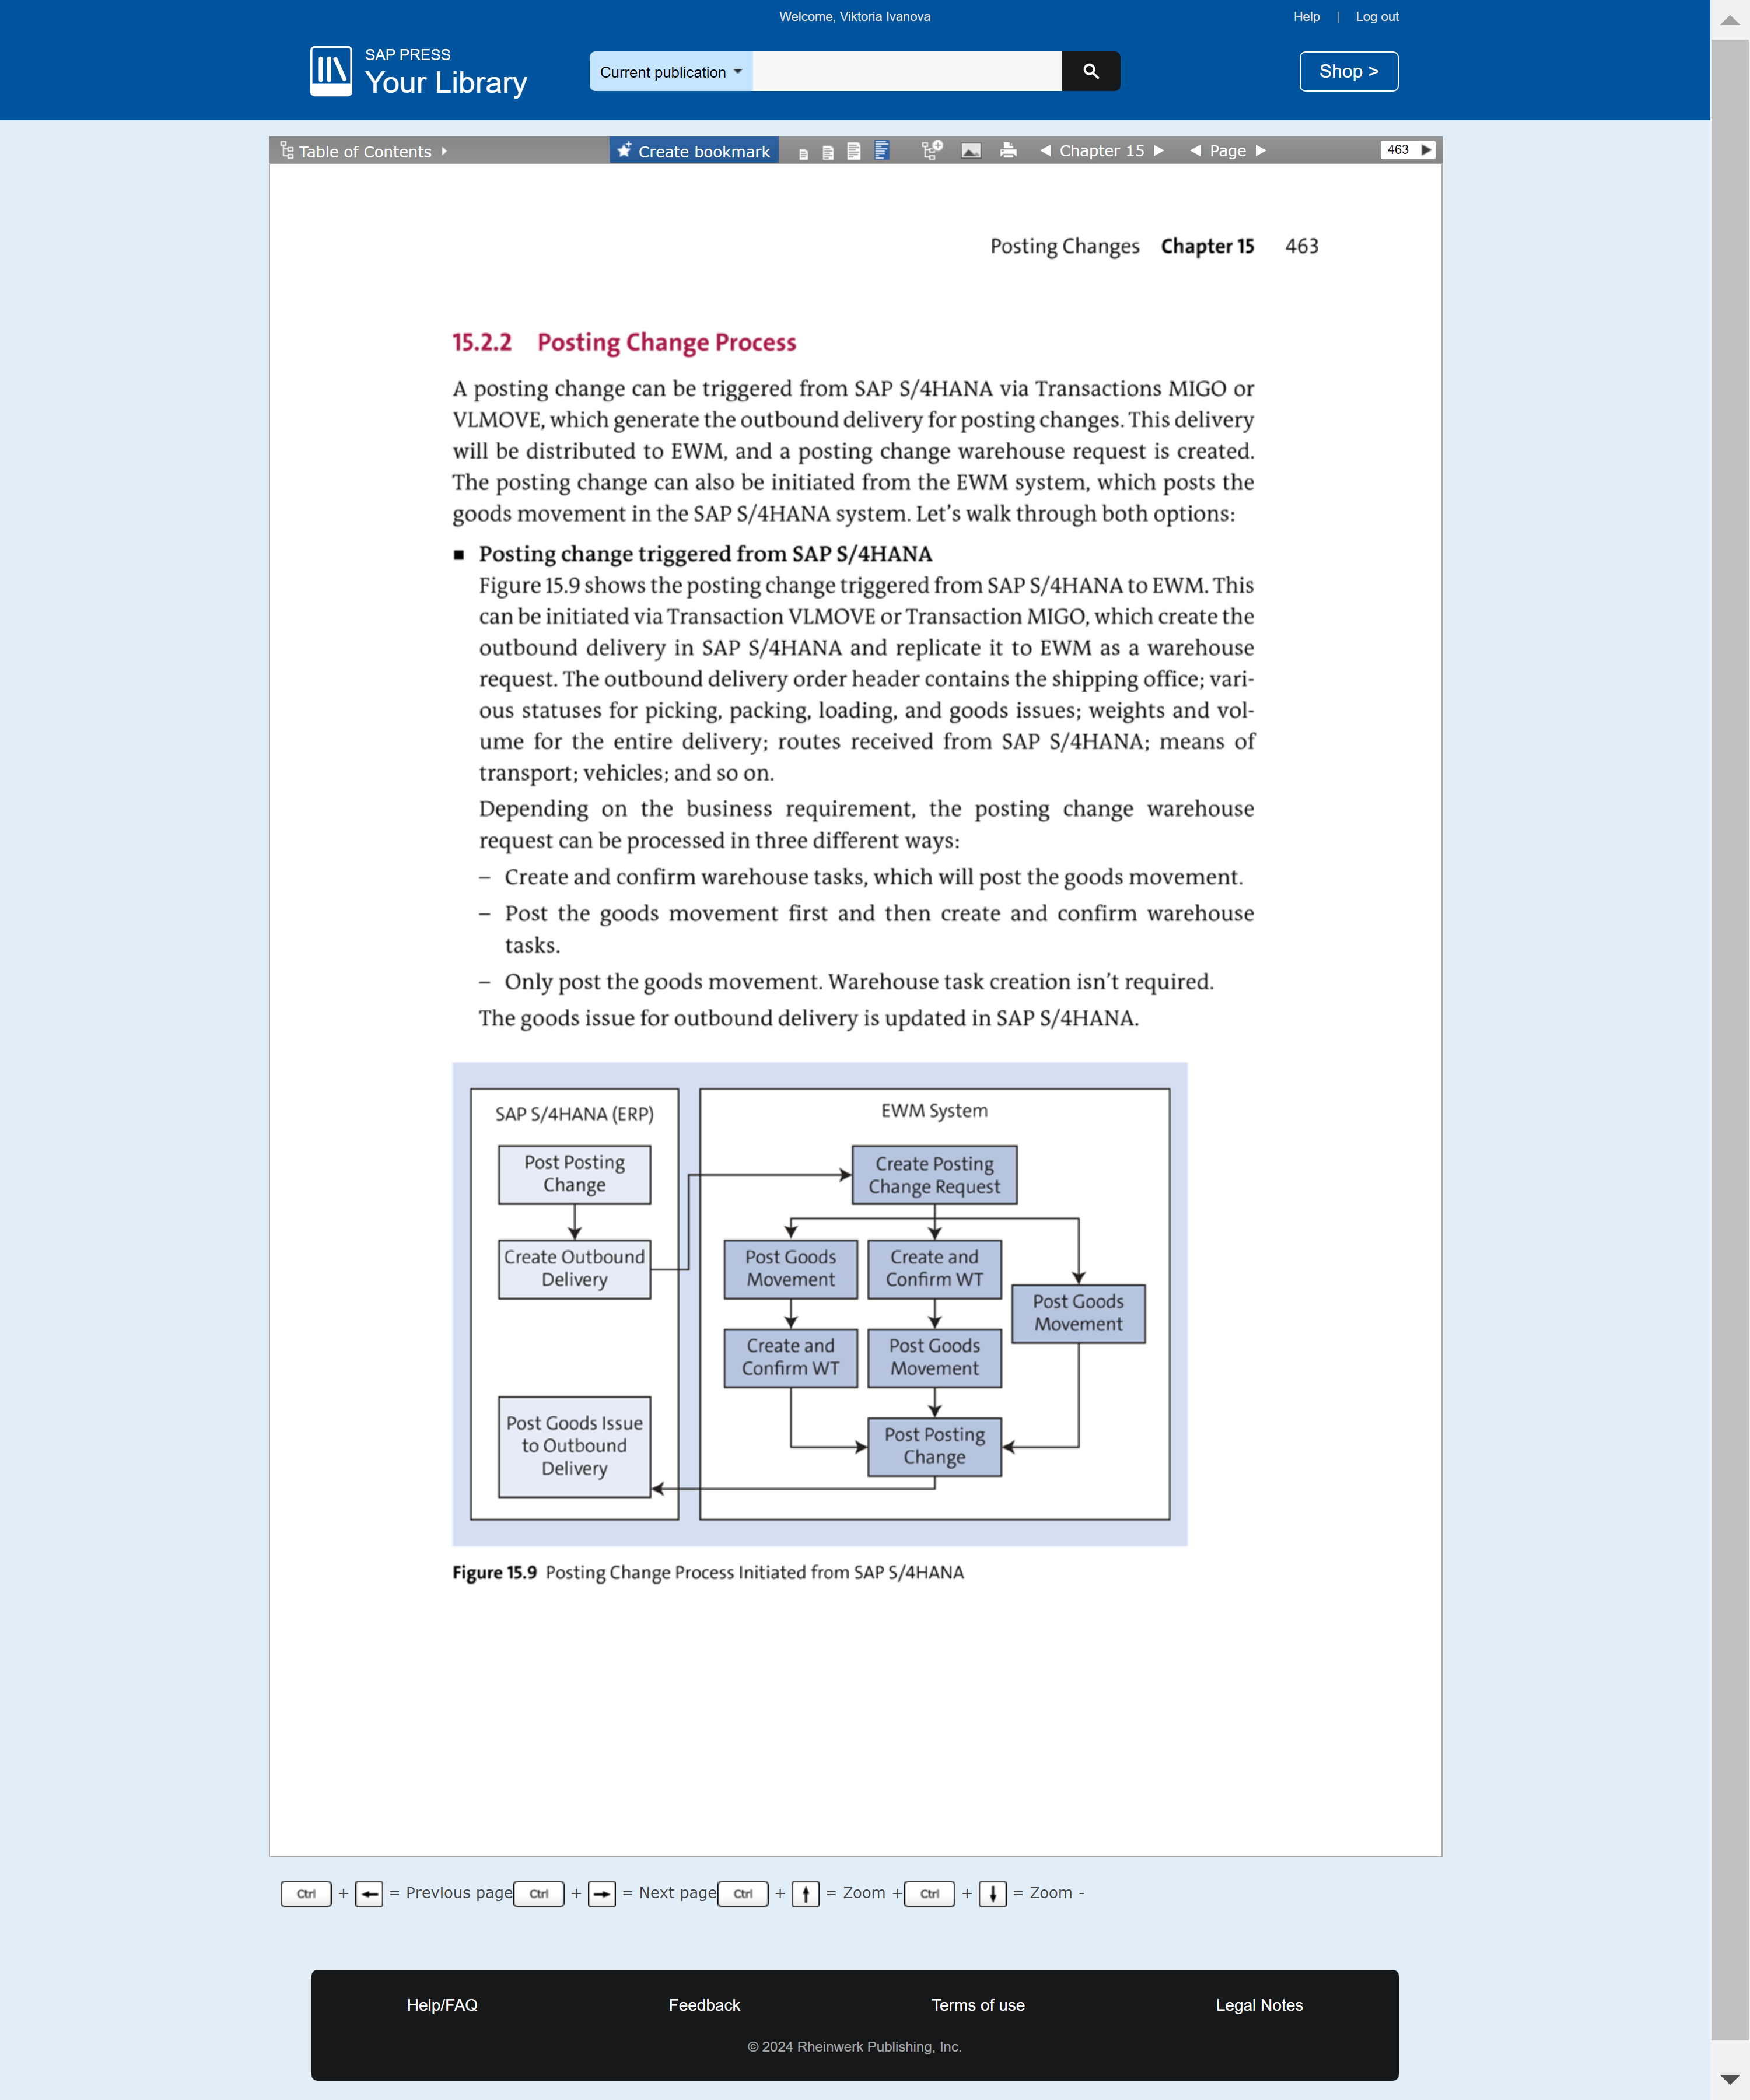 Welcome, Viktoria Ivanova
Help | Log out
SAP PRESS
Your Library
Current publication
Shop >
Table of Contents
Create bookmark
Chapter 15
Page
463
Posting Changes Chapter 15 463
15.2.2 Posting Change Process
A posting change can be triggered from SAP S/4HANA via Transactions MIGO or
VLMOVE, which generate the outbound delivery for posting changes. This delivery
will be distributed to EWM, and a posting change warehouse request is created.
The posting change can also be initiated from the EWM system, which posts the
goods movement in the SAP S/4HANA system. Let's walk through both options:
■ Posting change triggered from SAP S/4HANA
Figure 15.9 shows the posting change triggered from SAP S/4HANA to EWM. This
can be initiated via Transaction VLMOVE or Transaction MIGO, which create the
outbound delivery in SAP S/4HANA and replicate it to EWM as a warehouse
request. The outbound delivery order header contains the shipping office; vari-
ous statuses for picking, packing, loading, and goods issues; weights and vol-
ume for the entire delivery; routes received from SAP S/4HANA; means of
transport; vehicles; and so on.
Depending on the business requirement, the posting change warehouse
request can be processed in three different ways:
– Create and confirm warehouse tasks, which will post the goods movement.
– Post the goods movement first and then create and confirm warehouse
tasks.
– Only post the goods movement. Warehouse task creation isn't required.
The goods issue for outbound delivery is updated in SAP S/4HANA.
SAP S/4HANA (ERP)
Post Posting
Change
Create Outbound
Delivery
Post Goods Issue
to Outbound
Delivery
EWM System
Create Posting
Change Request
Post Goods
Movement
Create and
Confirm WT
Create and
Confirm WT
Post Goods
Movement
Post Goods
Movement
Post Posting
Change
Figure 15.9 Posting Change Process Initiated from SAP S/4HANA
Ctrl + ← = Previous page Ctrl + → = Next page Ctrl + ↑ = Zoom + Ctrl + ↓ = Zoom -
Help/FAQ
Feedback
Terms of use
Legal Notes
© 2024 Rheinwerk Publishing, Inc.